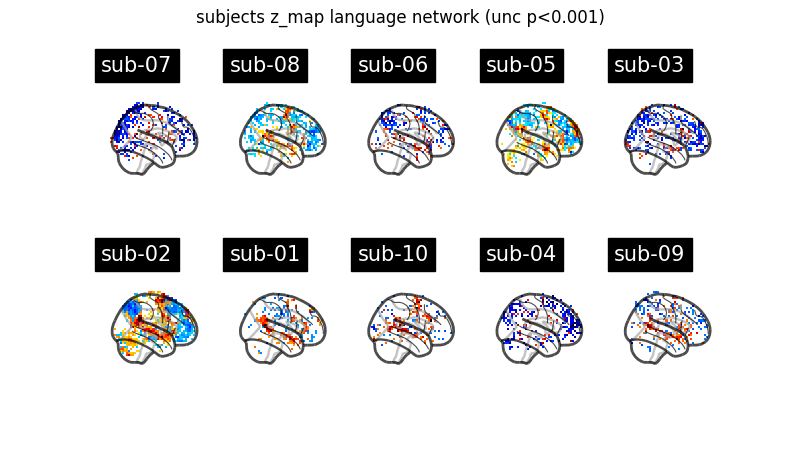 subjects z_map language network (unc p<0.001)
sub-07 sub-08 sub-06 sub-05 sub-03
sub-02 sub-01 sub-10 sub-04 sub-09